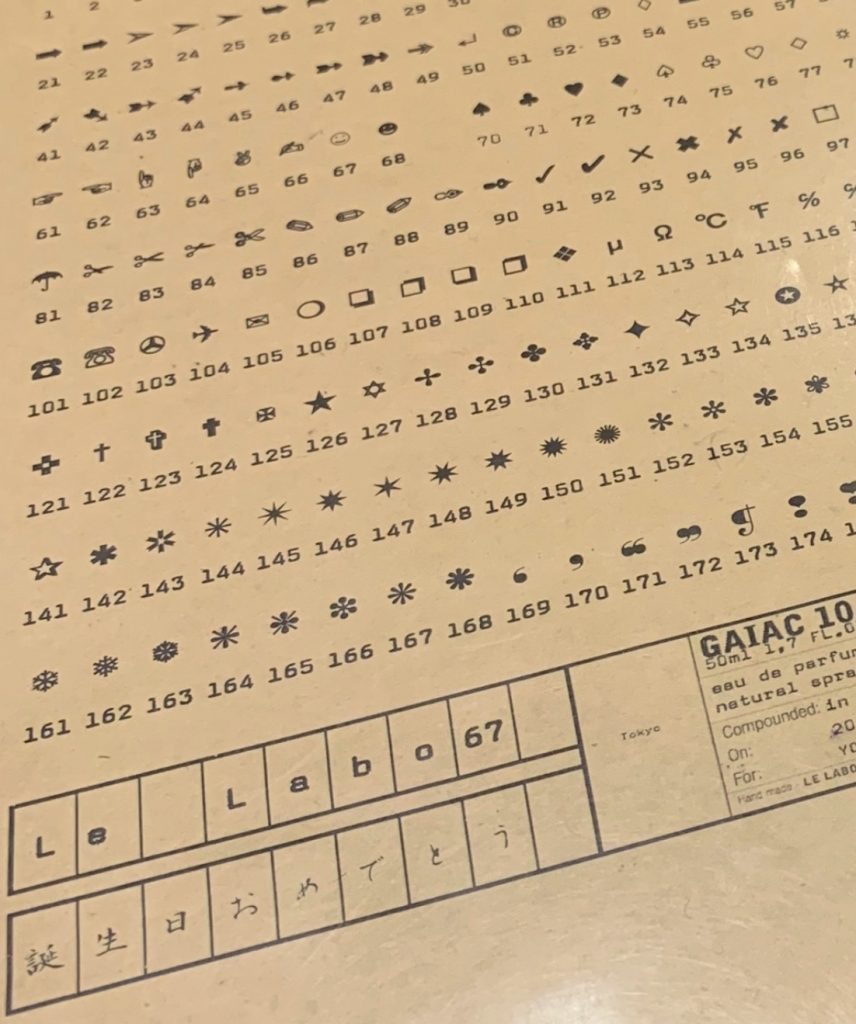 1 2
21 22 23 24 25 26 27 28 29
© ® ℗
41 42 43 44 45 46 47 48 49 50 51 52 53 54 55 56 57
61 62 63 64 65 66 67 68 70 71 72 73 74 75 76 77
81 82 83 84 85 86 87 88 89 90 91 92 93 94 95 96 97
µ Ω ℃ ℉ %
101 102 103 104 105 106 107 108 109 110 111 112 113 114 115 116
121 122 123 124 125 126 127 128 129 130 131 132 133 134 135
141 142 143 144 145 146 147 148 149 150 151 152 153 154 155
161 162 163 164 165 166 167 168 169 170 171 172 173 174
Le Labo67
誕生日おめでとう
Tokyo
GAIAC 10
50ml 1,7 FL.O
eau de parfu
natural spra
Compounded: in
On: 20
For: YO
Hand made LE LABO